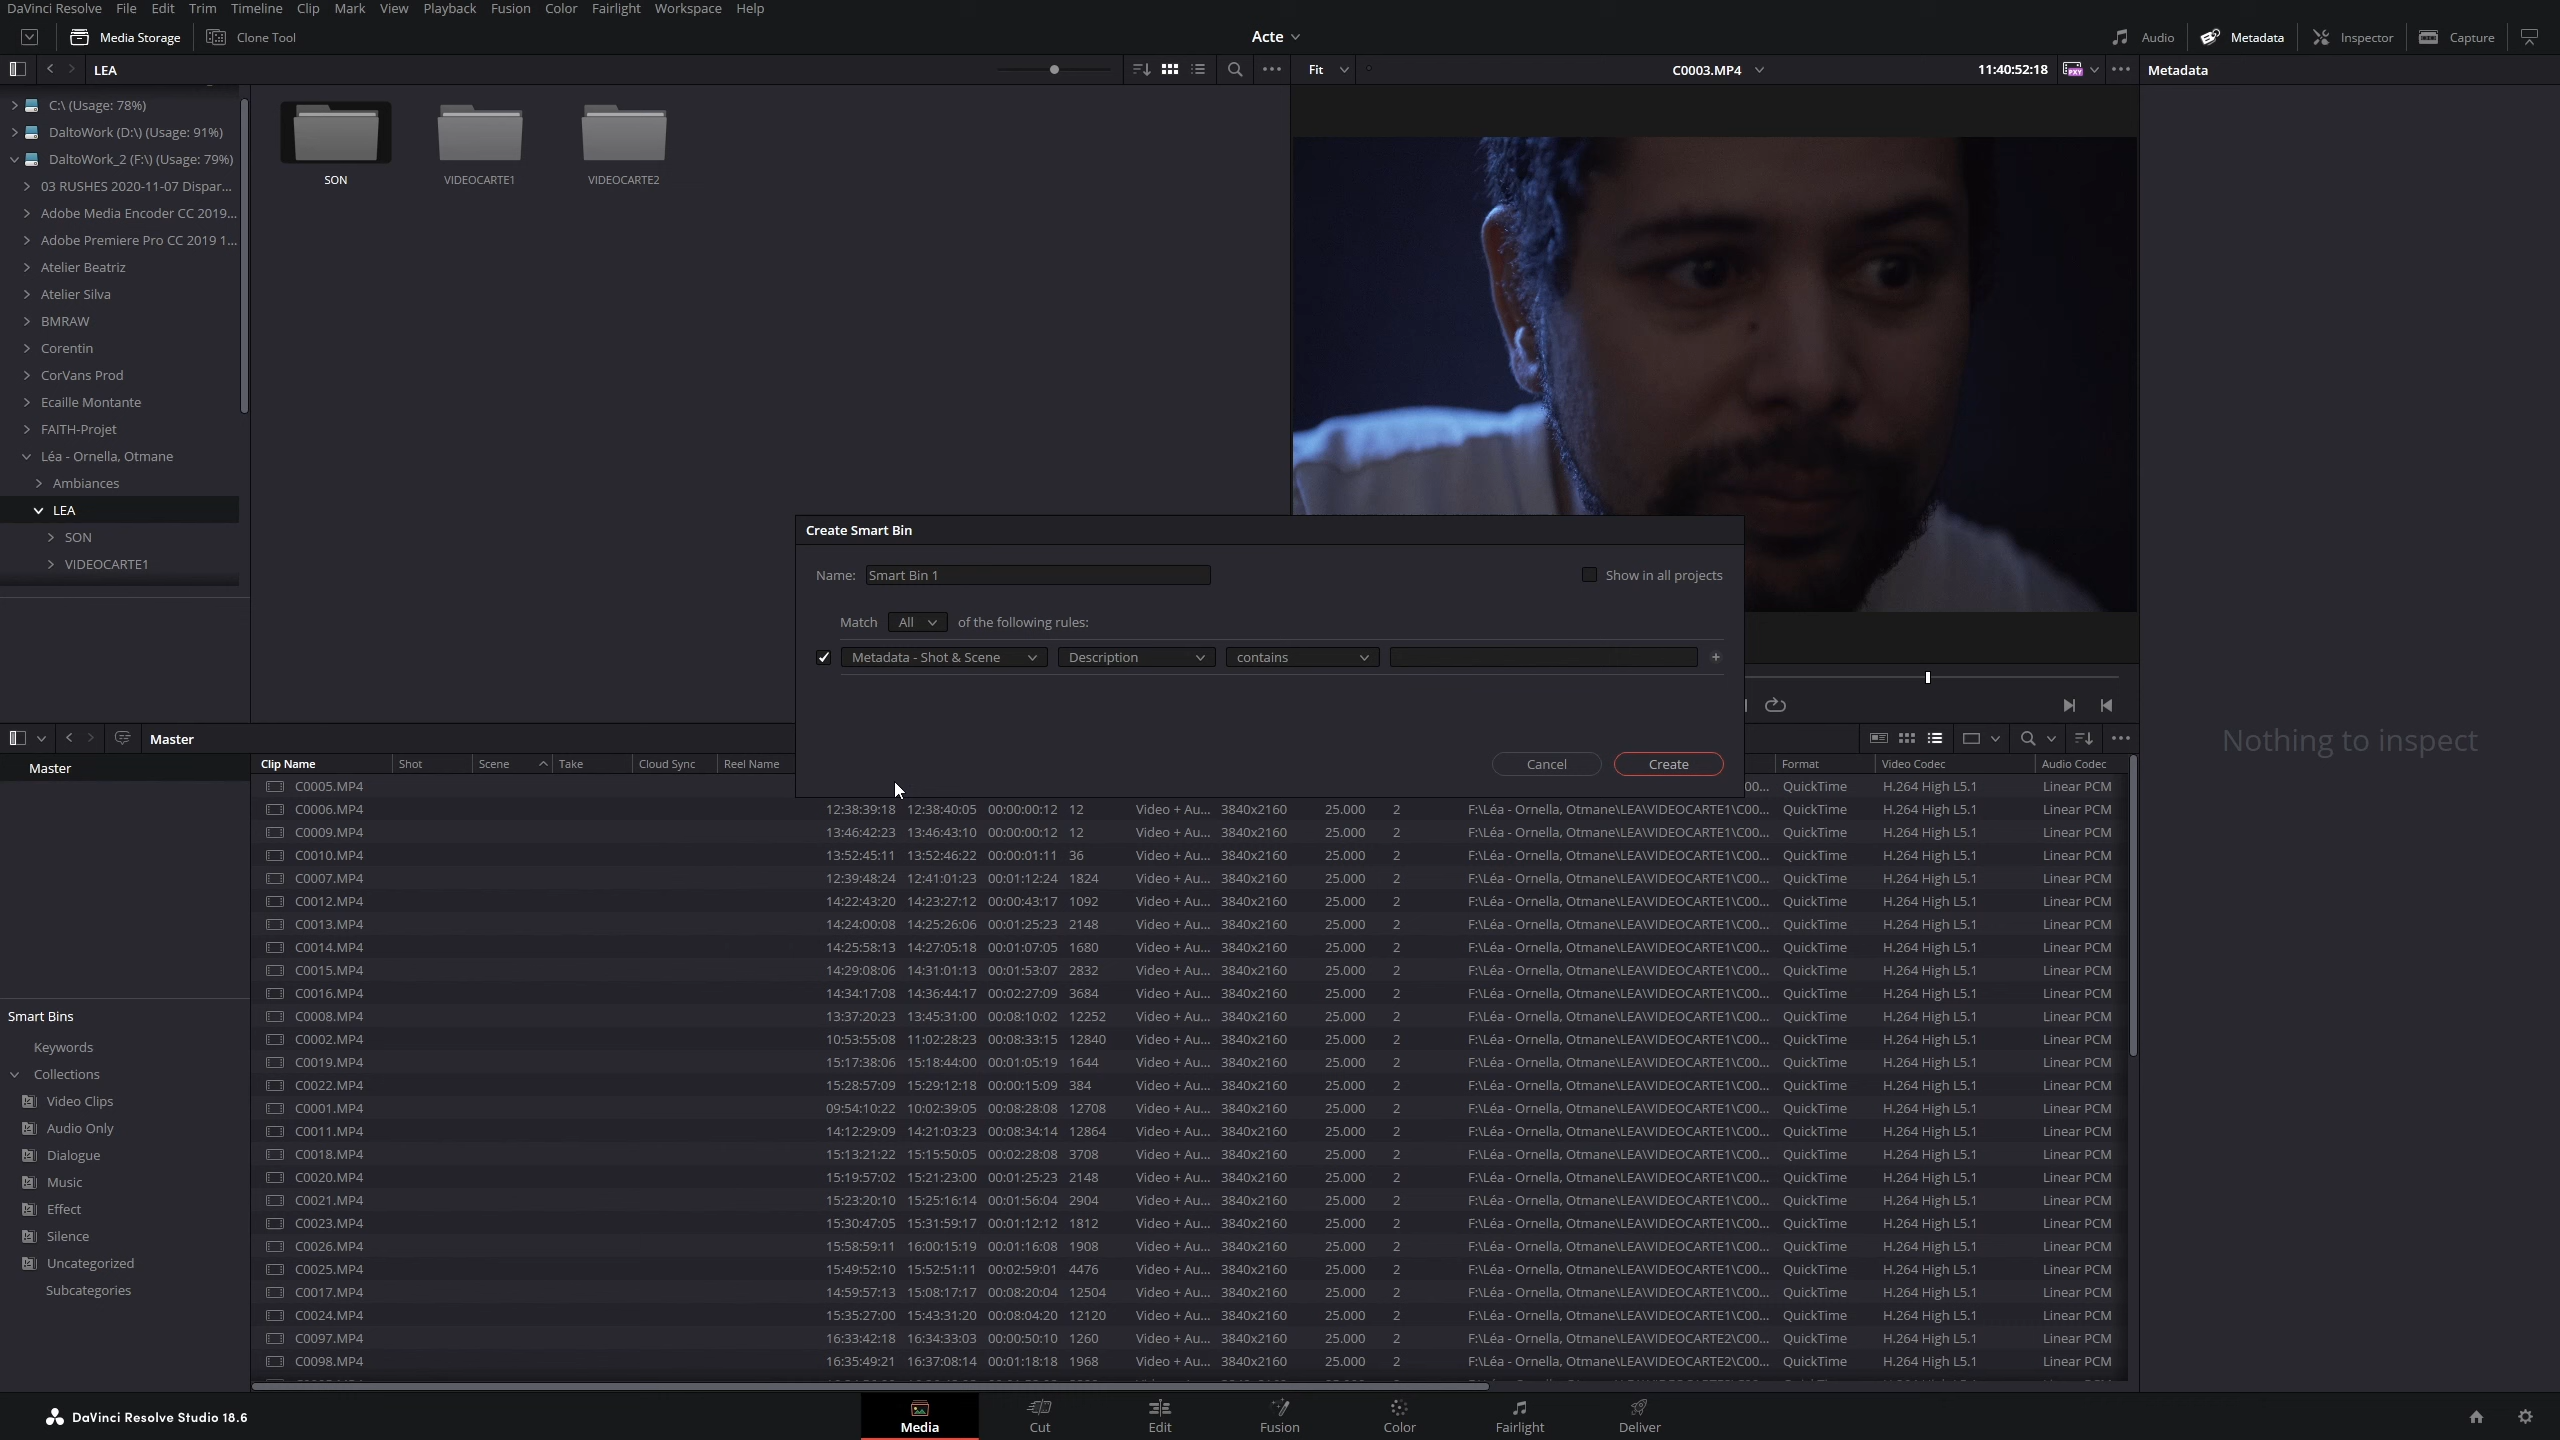 DaVinci Resolve File Edit Trim Timeline Clip Mark View Playback Fusion Color Fairlight Workspace Help
Media Storage Clone Tool Acte Audio Metadata Inspector Capture
LEA Fit C0003.MP4 11:40:52:18 PXY Metadata
C:\ (Usage: 78%)
DaltoWork (D:\) (Usage: 91%)
DaltoWork_2 (F:\) (Usage: 79%)
03 RUSHES 2020-11-07 Dispar...
Adobe Media Encoder CC 2019...
Adobe Premiere Pro CC 2019 1...
Atelier Beatriz
Atelier Silva
BMRAW
Corentin
CorVans Prod
Ecaille Montante
FAITH-Projet
Léa - Ornella, Otmane
Ambiances
LEA
SON
VIDEOCARTE1
SON VIDEOCARTE1 VIDEOCARTE2
Create Smart Bin
Name: Smart Bin 1 Show in all projects
Match All of the following rules:
Metadata - Shot & Scene Description contains
Cancel Create
Nothing to inspect
Master
Master
Clip Name Shot Scene Take Cloud Sync Reel Name Format Video Codec Audio Codec
C0005.MP4 00... QuickTime H.264 High L5.1 Linear PCM
C0006.MP4 12:38:39:18 12:38:40:05 00:00:00:12 12 Video + Au... 3840x2160 25.000 2 F:\Léa - Ornella, Otmane\LEA\VIDEOCARTE1\C00... QuickTime H.264 High L5.1 Linear PCM
C0009.MP4 13:46:42:23 13:46:43:10 00:00:00:12 12 Video + Au... 3840x2160 25.000 2 F:\Léa - Ornella, Otmane\LEA\VIDEOCARTE1\C00... QuickTime H.264 High L5.1 Linear PCM
C0010.MP4 13:52:45:11 13:52:46:22 00:00:01:11 36 Video + Au... 3840x2160 25.000 2 F:\Léa - Ornella, Otmane\LEA\VIDEOCARTE1\C00... QuickTime H.264 High L5.1 Linear PCM
C0007.MP4 12:39:48:24 12:41:01:23 00:01:12:24 1824 Video + Au... 3840x2160 25.000 2 F:\Léa - Ornella, Otmane\LEA\VIDEOCARTE1\C00... QuickTime H.264 High L5.1 Linear PCM
C0012.MP4 14:22:43:20 14:23:27:12 00:00:43:17 1092 Video + Au... 3840x2160 25.000 2 F:\Léa - Ornella, Otmane\LEA\VIDEOCARTE1\C00... QuickTime H.264 High L5.1 Linear PCM
C0013.MP4 14:24:00:08 14:25:26:06 00:01:25:23 2148 Video + Au... 3840x2160 25.000 2 F:\Léa - Ornella, Otmane\LEA\VIDEOCARTE1\C00... QuickTime H.264 High L5.1 Linear PCM
C0014.MP4 14:25:58:13 14:27:05:18 00:01:07:05 1680 Video + Au... 3840x2160 25.000 2 F:\Léa - Ornella, Otmane\LEA\VIDEOCARTE1\C00... QuickTime H.264 High L5.1 Linear PCM
C0015.MP4 14:29:08:06 14:31:01:13 00:01:53:07 2832 Video + Au... 3840x2160 25.000 2 F:\Léa - Ornella, Otmane\LEA\VIDEOCARTE1\C00... QuickTime H.264 High L5.1 Linear PCM
C0016.MP4 14:34:17:08 14:36:44:17 00:02:27:09 3684 Video + Au... 3840x2160 25.000 2 F:\Léa - Ornella, Otmane\LEA\VIDEOCARTE1\C00... QuickTime H.264 High L5.1 Linear PCM
C0008.MP4 13:37:20:23 13:45:31:00 00:08:10:02 12252 Video + Au... 3840x2160 25.000 2 F:\Léa - Ornella, Otmane\LEA\VIDEOCARTE1\C00... QuickTime H.264 High L5.1 Linear PCM
C0002.MP4 10:53:55:08 11:02:28:23 00:08:33:15 12840 Video + Au... 3840x2160 25.000 2 F:\Léa - Ornella, Otmane\LEA\VIDEOCARTE1\C00... QuickTime H.264 High L5.1 Linear PCM
C0019.MP4 15:17:38:06 15:18:44:00 00:01:05:19 1644 Video + Au... 3840x2160 25.000 2 F:\Léa - Ornella, Otmane\LEA\VIDEOCARTE1\C00... QuickTime H.264 High L5.1 Linear PCM
C0022.MP4 15:28:57:09 15:29:12:18 00:00:15:09 384 Video + Au... 3840x2160 25.000 2 F:\Léa - Ornella, Otmane\LEA\VIDEOCARTE1\C00... QuickTime H.264 High L5.1 Linear PCM
C0001.MP4 09:54:10:22 10:02:39:05 00:08:28:08 12708 Video + Au... 3840x2160 25.000 2 F:\Léa - Ornella, Otmane\LEA\VIDEOCARTE1\C00... QuickTime H.264 High L5.1 Linear PCM
C0011.MP4 14:12:29:09 14:21:03:23 00:08:34:14 12864 Video + Au... 3840x2160 25.000 2 F:\Léa - Ornella, Otmane\LEA\VIDEOCARTE1\C00... QuickTime H.264 High L5.1 Linear PCM
C0018.MP4 15:13:21:22 15:15:50:05 00:02:28:08 3708 Video + Au... 3840x2160 25.000 2 F:\Léa - Ornella, Otmane\LEA\VIDEOCARTE1\C00... QuickTime H.264 High L5.1 Linear PCM
C0020.MP4 15:19:57:02 15:21:23:00 00:01:25:23 2148 Video + Au... 3840x2160 25.000 2 F:\Léa - Ornella, Otmane\LEA\VIDEOCARTE1\C00... QuickTime H.264 High L5.1 Linear PCM
C0021.MP4 15:23:20:10 15:25:16:14 00:01:56:04 2904 Video + Au... 3840x2160 25.000 2 F:\Léa - Ornella, Otmane\LEA\VIDEOCARTE1\C00... QuickTime H.264 High L5.1 Linear PCM
C0023.MP4 15:30:47:05 15:31:59:17 00:01:12:12 1812 Video + Au... 3840x2160 25.000 2 F:\Léa - Ornella, Otmane\LEA\VIDEOCARTE1\C00... QuickTime H.264 High L5.1 Linear PCM
C0026.MP4 15:58:59:11 16:00:15:19 00:01:16:08 1908 Video + Au... 3840x2160 25.000 2 F:\Léa - Ornella, Otmane\LEA\VIDEOCARTE1\C00... QuickTime H.264 High L5.1 Linear PCM
C0025.MP4 15:49:52:10 15:52:51:11 00:02:59:01 4476 Video + Au... 3840x2160 25.000 2 F:\Léa - Ornella, Otmane\LEA\VIDEOCARTE1\C00... QuickTime H.264 High L5.1 Linear PCM
C0017.MP4 14:59:57:13 15:08:17:17 00:08:20:04 12504 Video + Au... 3840x2160 25.000 2 F:\Léa - Ornella, Otmane\LEA\VIDEOCARTE1\C00... QuickTime H.264 High L5.1 Linear PCM
C0024.MP4 15:35:27:00 15:43:31:20 00:08:04:20 12120 Video + Au... 3840x2160 25.000 2 F:\Léa - Ornella, Otmane\LEA\VIDEOCARTE1\C00... QuickTime H.264 High L5.1 Linear PCM
C0097.MP4 16:33:42:18 16:34:33:03 00:00:50:10 1260 Video + Au... 3840x2160 25.000 2 F:\Léa - Ornella, Otmane\LEA\VIDEOCARTE2\C00... QuickTime H.264 High L5.1 Linear PCM
C0098.MP4 16:35:49:21 16:37:08:14 00:01:18:18 1968 Video + Au... 3840x2160 25.000 2 F:\Léa - Ornella, Otmane\LEA\VIDEOCARTE2\C00... QuickTime H.264 High L5.1 Linear PCM
Smart Bins
Keywords
Collections
Video Clips
Audio Only
Dialogue
Music
Effect
Silence
Uncategorized
Subcategories
DaVinci Resolve Studio 18.6 Media Cut Edit Fusion Color Fairlight Deliver